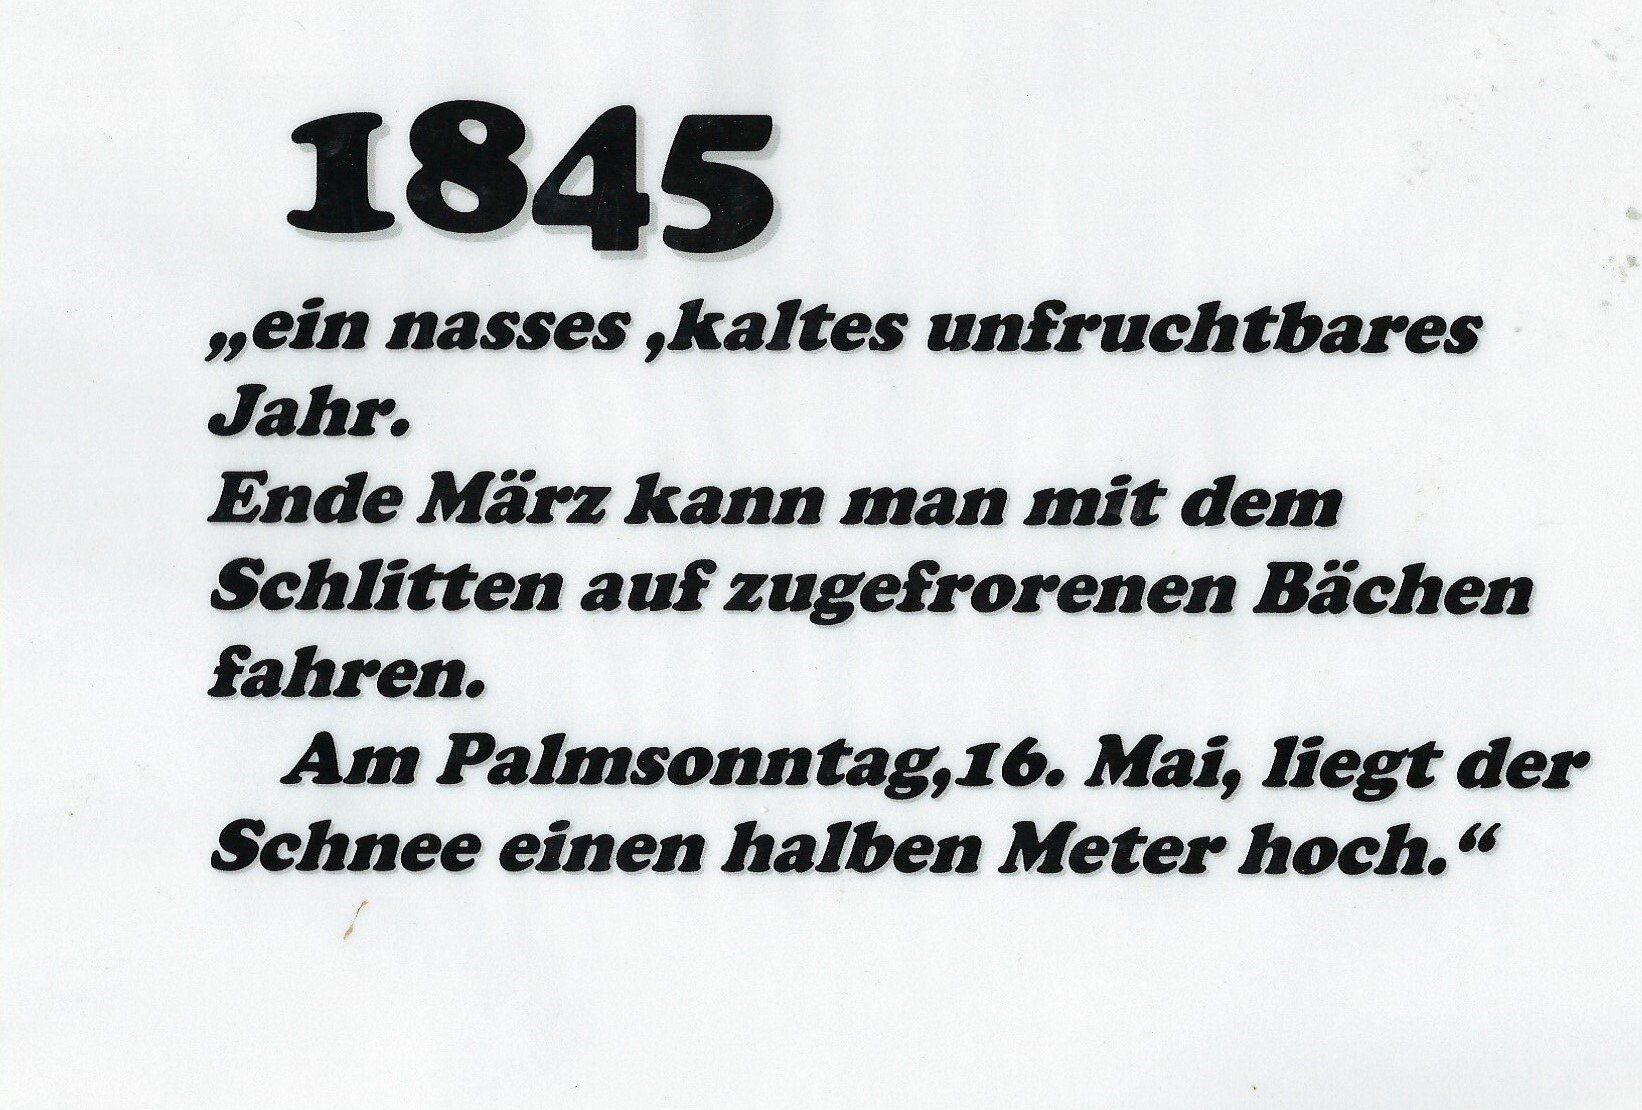 1845
„ein nasses ,kaltes unfruchtbares
Jahr.
Ende März kann man mit dem
Schlitten auf zugefrorenen Bächen
fahren.
Am Palmsonntag,16. Mai, liegt der
Schnee einen halben Meter hoch.“